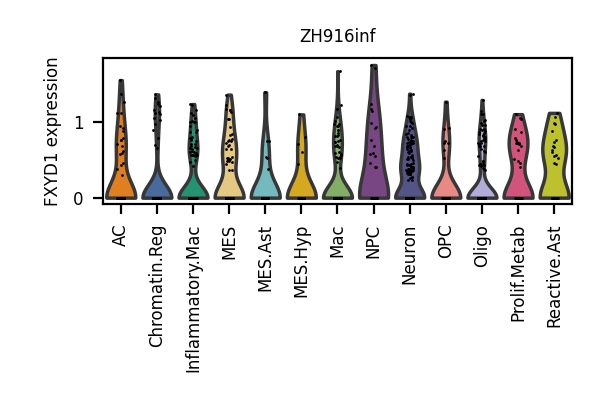 ZH916inf
FXYD1 expression
1
0
AC
Chromatin.Reg
Inflammatory.Mac
MES
MES.Ast
MES.Hyp
Mac
NPC
Neuron
OPC
Oligo
Prolif.Metab
Reactive.Ast